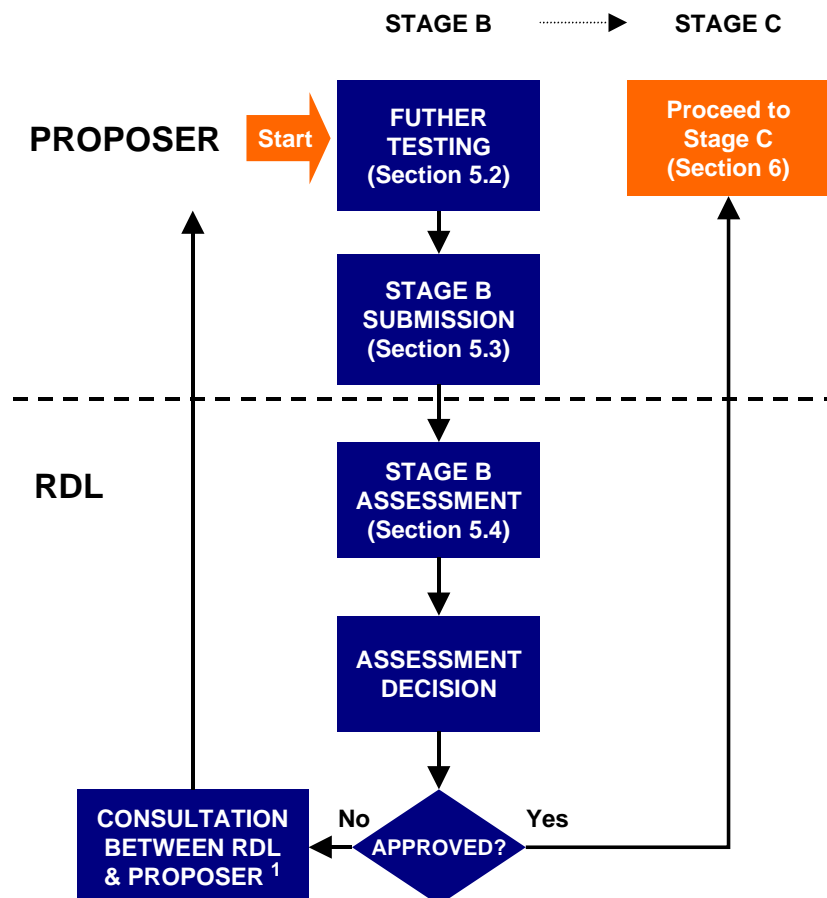 STAGE B
STAGE C
PROPOSER
Start
FUTHER
TESTING
(Section 5.2)
Proceed to
Stage C
(Section 6)
STAGE B
SUBMISSION
(Section 5.3)
RDL
STAGE B
ASSESSMENT
(Section 5.4)
ASSESSMENT
DECISION
CONSULTATION
BETWEEN RDL
& PROPOSER 1
No
APPROVED?
Yes